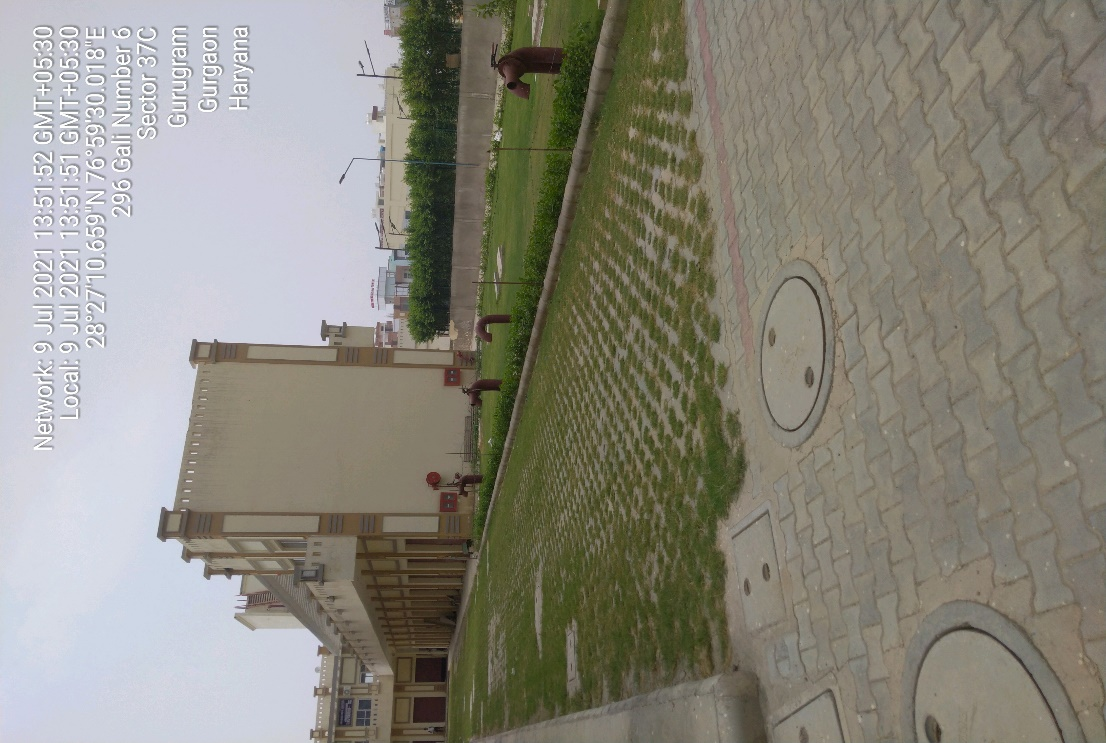 Network: 9 Jul 2021 13:51:52 GMT+05:30
Local: 9 Jul 2021 13:51:51 GMT+05:30
28°27'10.659"N 76°59'30.018"E
296 Gali Number 6
Sector 37C
Gurugram
Gurgaon
Haryana